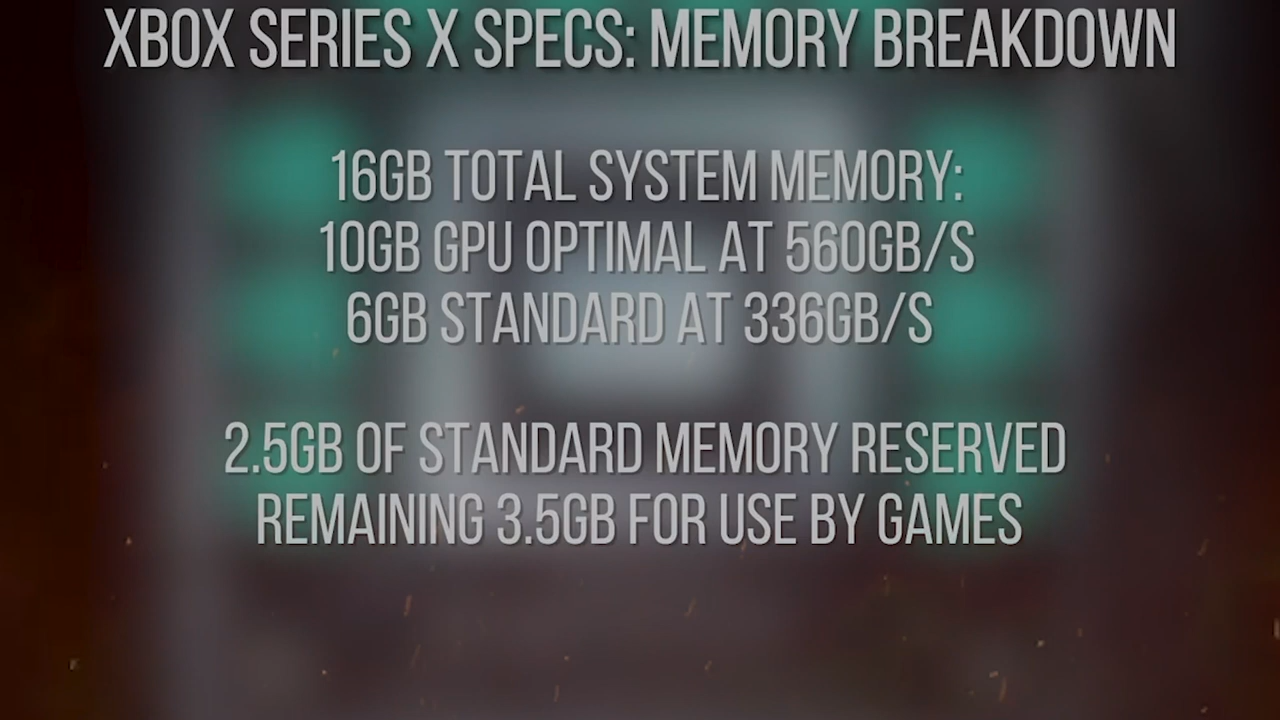 XBOX SERIES X SPECS: MEMORY BREAKDOWN
16GB TOTAL SYSTEM MEMORY:
10GB GPU OPTIMAL AT 560GB/S
6GB STANDARD AT 336GB/S
2.5GB OF STANDARD MEMORY RESERVED
REMAINING 3.5GB FOR USE BY GAMES